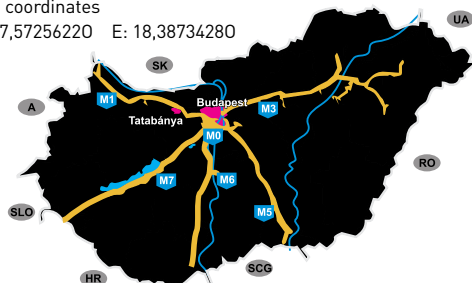 coordinates
7,57256220 E: 18,38734280
UA
SK
A
M1
Budapest
M3
Tatabánya
M0
RO
M7
M6
SLO
M5
SCG
HR